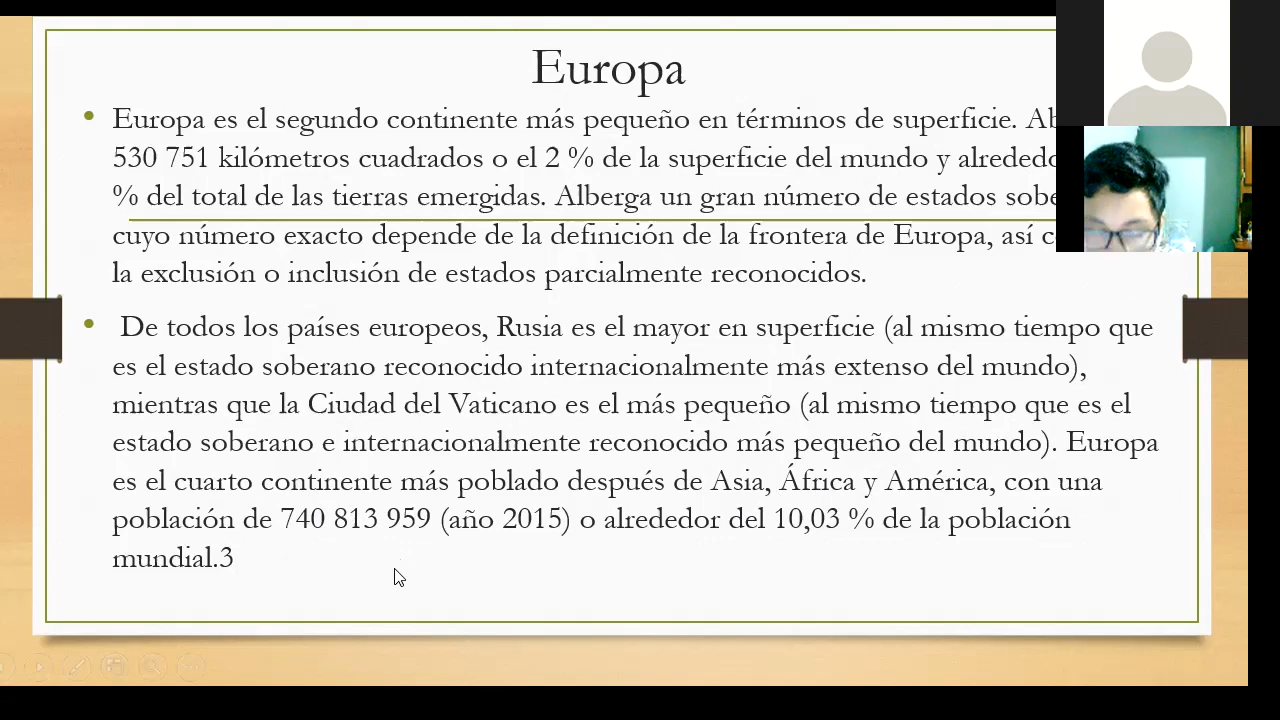 Europa
• Europa es el segundo continente más pequeño en términos de superficie.
530 751 kilómetros cuadrados o el 2 % de la superficie del mundo y
% del total de las tierras emergidas. Alberga un gran número de estados
cuyo número exacto depende de la definición de la frontera de Europa, así
la exclusión o inclusión de estados parcialmente reconocidos.
• De todos los países europeos, Rusia es el mayor en superficie (al mismo tiempo que
es el estado soberano reconocido internacionalmente más extenso del mundo),
mientras que la Ciudad del Vaticano es el más pequeño (al mismo tiempo que es el
estado soberano e internacionalmente reconocido más pequeño del mundo). Europa
es el cuarto continente más poblado después de Asia, África y América, con una
población de 740 813 959 (año 2015) o alrededor del 10,03 % de la población
mundial.3